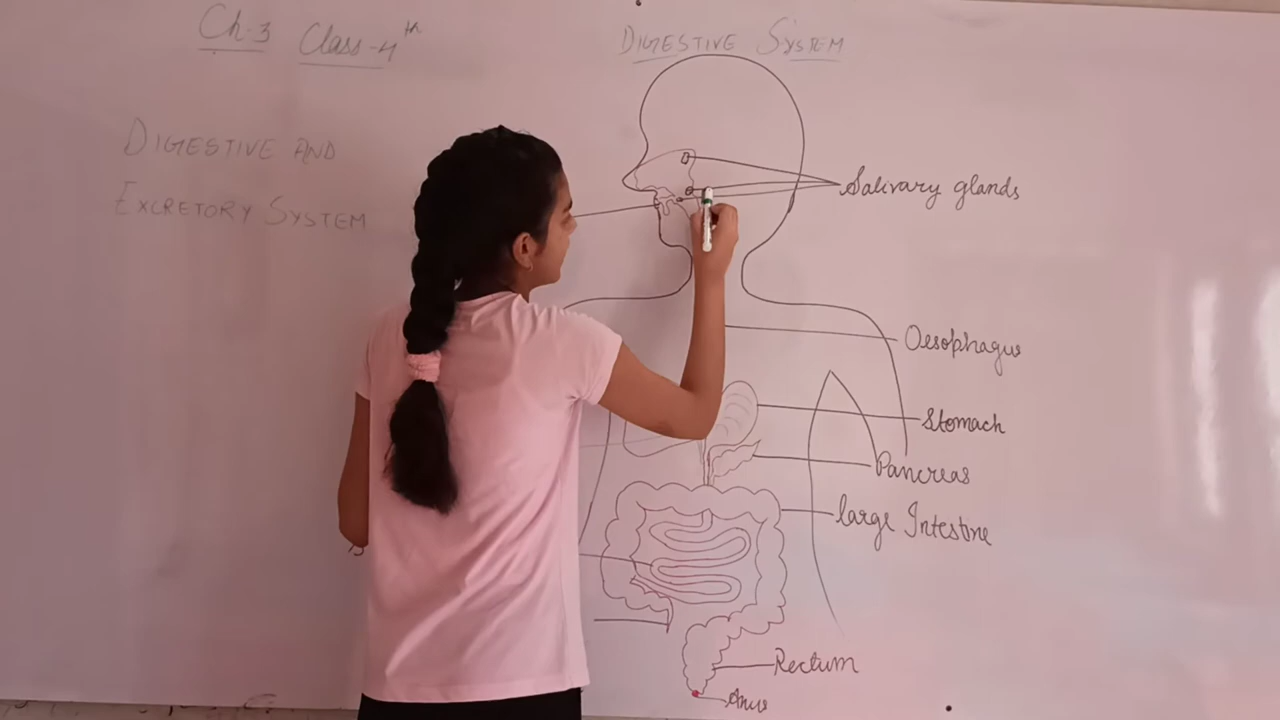 Ch-3 Class-4th
DIGESTIVE SYSTEM
DIGESTIVE AND
EXCRETORY SYSTEM
Salivary glands
Oesophagus
Stomach
Pancreas
large Intestine
Rectum
Anus